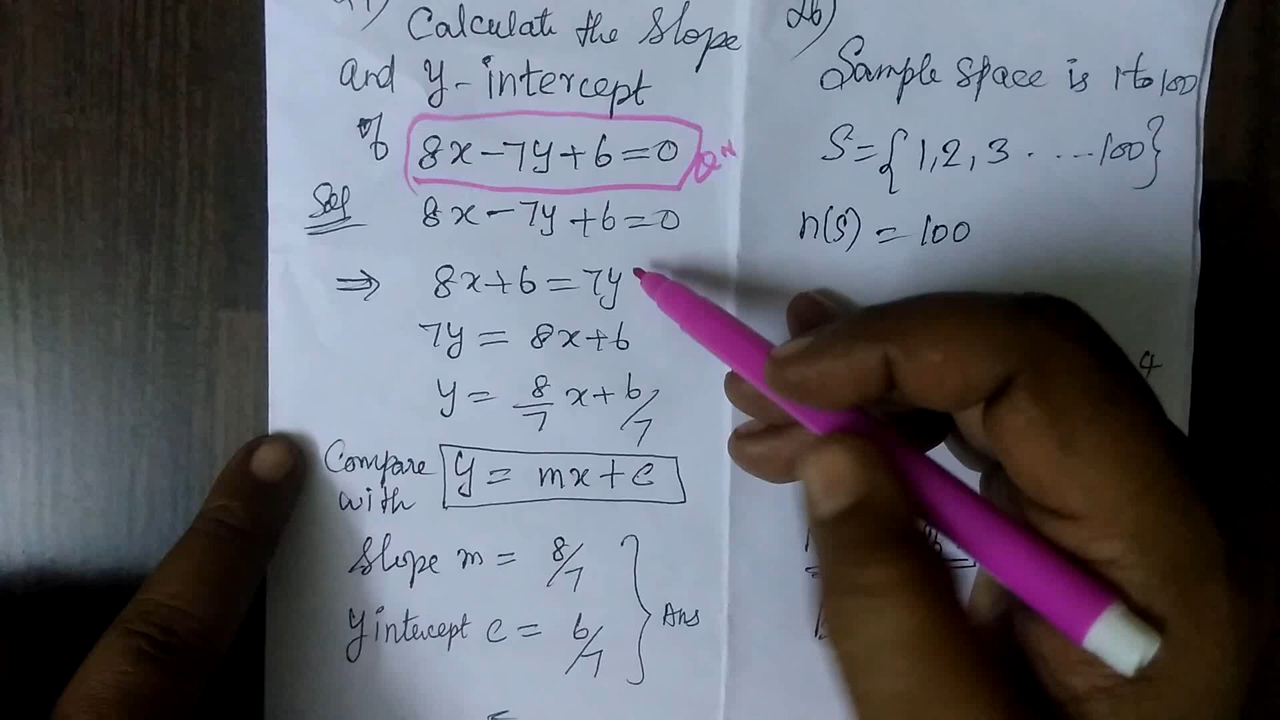 Calculate the Slope
and y-intercept
of 8x-7y+6=0 Qn
Sol 8x-7y+6=0
⇒ 8x+6=7y
7y = 8x+6
y = 8/7 x + 6/7
Compare with y = mx+c
Slope m = 8/7
y intercept c = 6/7
Ans
26)
Sample Space is 1 to 100
S={1,2,3 .... 100}
n(S) = 100
4